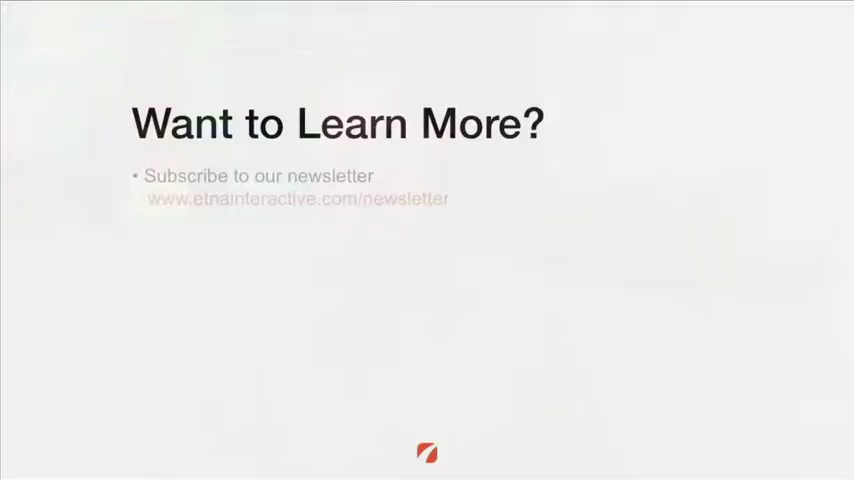 Want to Learn More?
• Subscribe to our newsletter
www.etnainteractive.com/newsletter